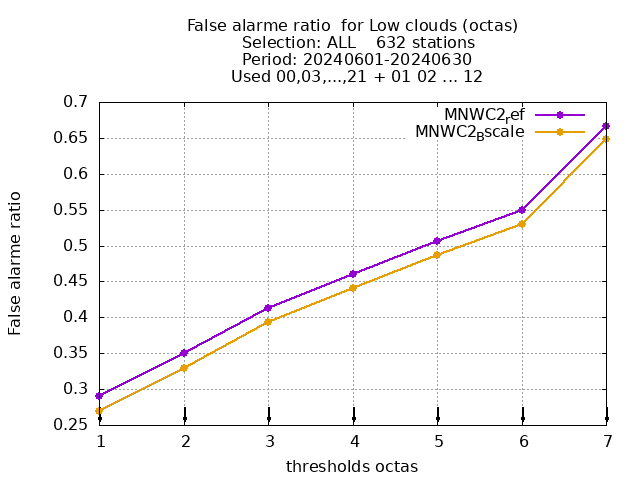 False alarme ratio  for Low clouds (octas)
Selection: ALL    632 stations
Period: 20240601-20240630
Used 00,03,...,21 + 01 02 ... 12
0.7
MNWC2ref
MNWC2Bscale
0.65
0.6
0.55
0.5
0.45
0.4
0.35
0.3
0.25
False alarme ratio
1 2 3 4 5 6 7
thresholds octas